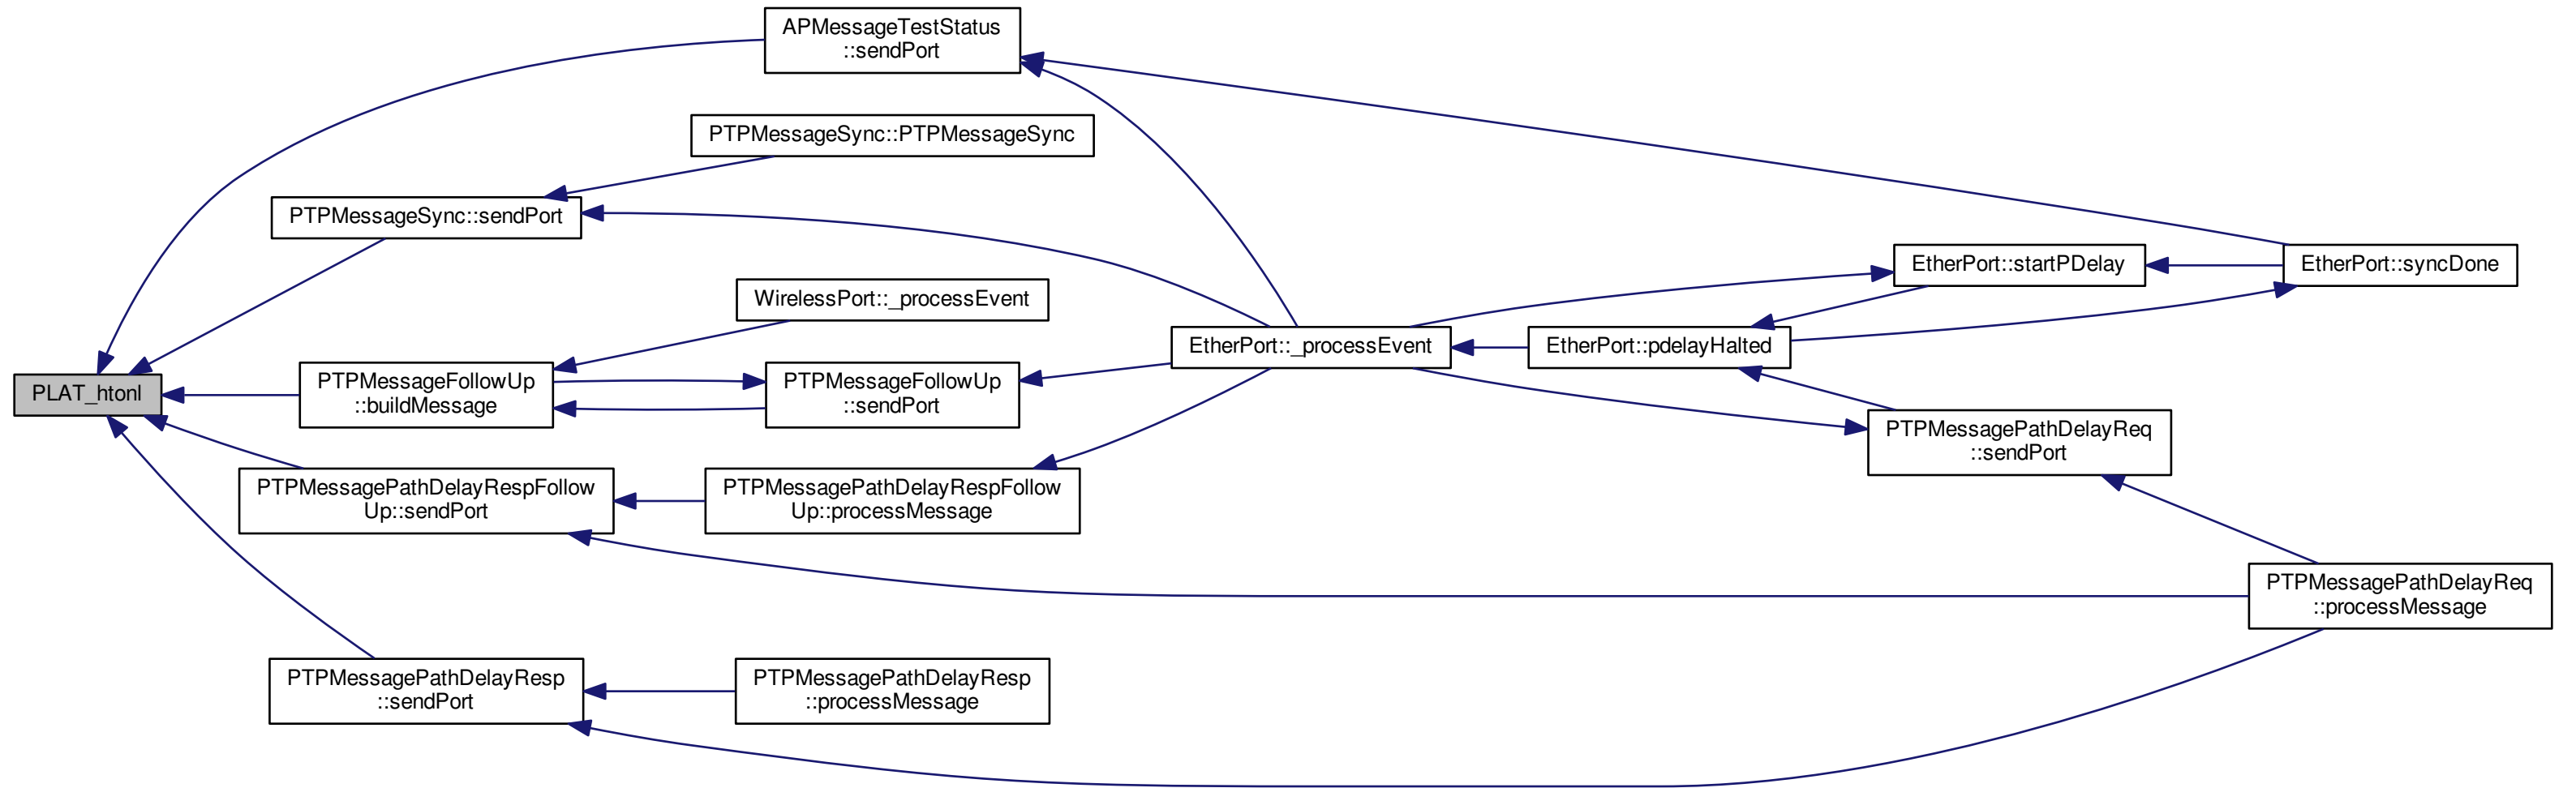 APMessageTestStatus
::sendPort
PTPMessageSync::PTPMessageSync
PTPMessageSync::sendPort
WirelessPort::_processEvent
EtherPort::startPDelay
EtherPort::syncDone
EtherPort::_processEvent
EtherPort::pdelayHalted
PLAT_htonl
PTPMessageFollowUp
::buildMessage
PTPMessageFollowUp
::sendPort
PTPMessagePathDelayReq
::sendPort
PTPMessagePathDelayRespFollow
Up::sendPort
PTPMessagePathDelayRespFollow
Up::processMessage
PTPMessagePathDelayReq
::processMessage
PTPMessagePathDelayResp
::sendPort
PTPMessagePathDelayResp
::processMessage